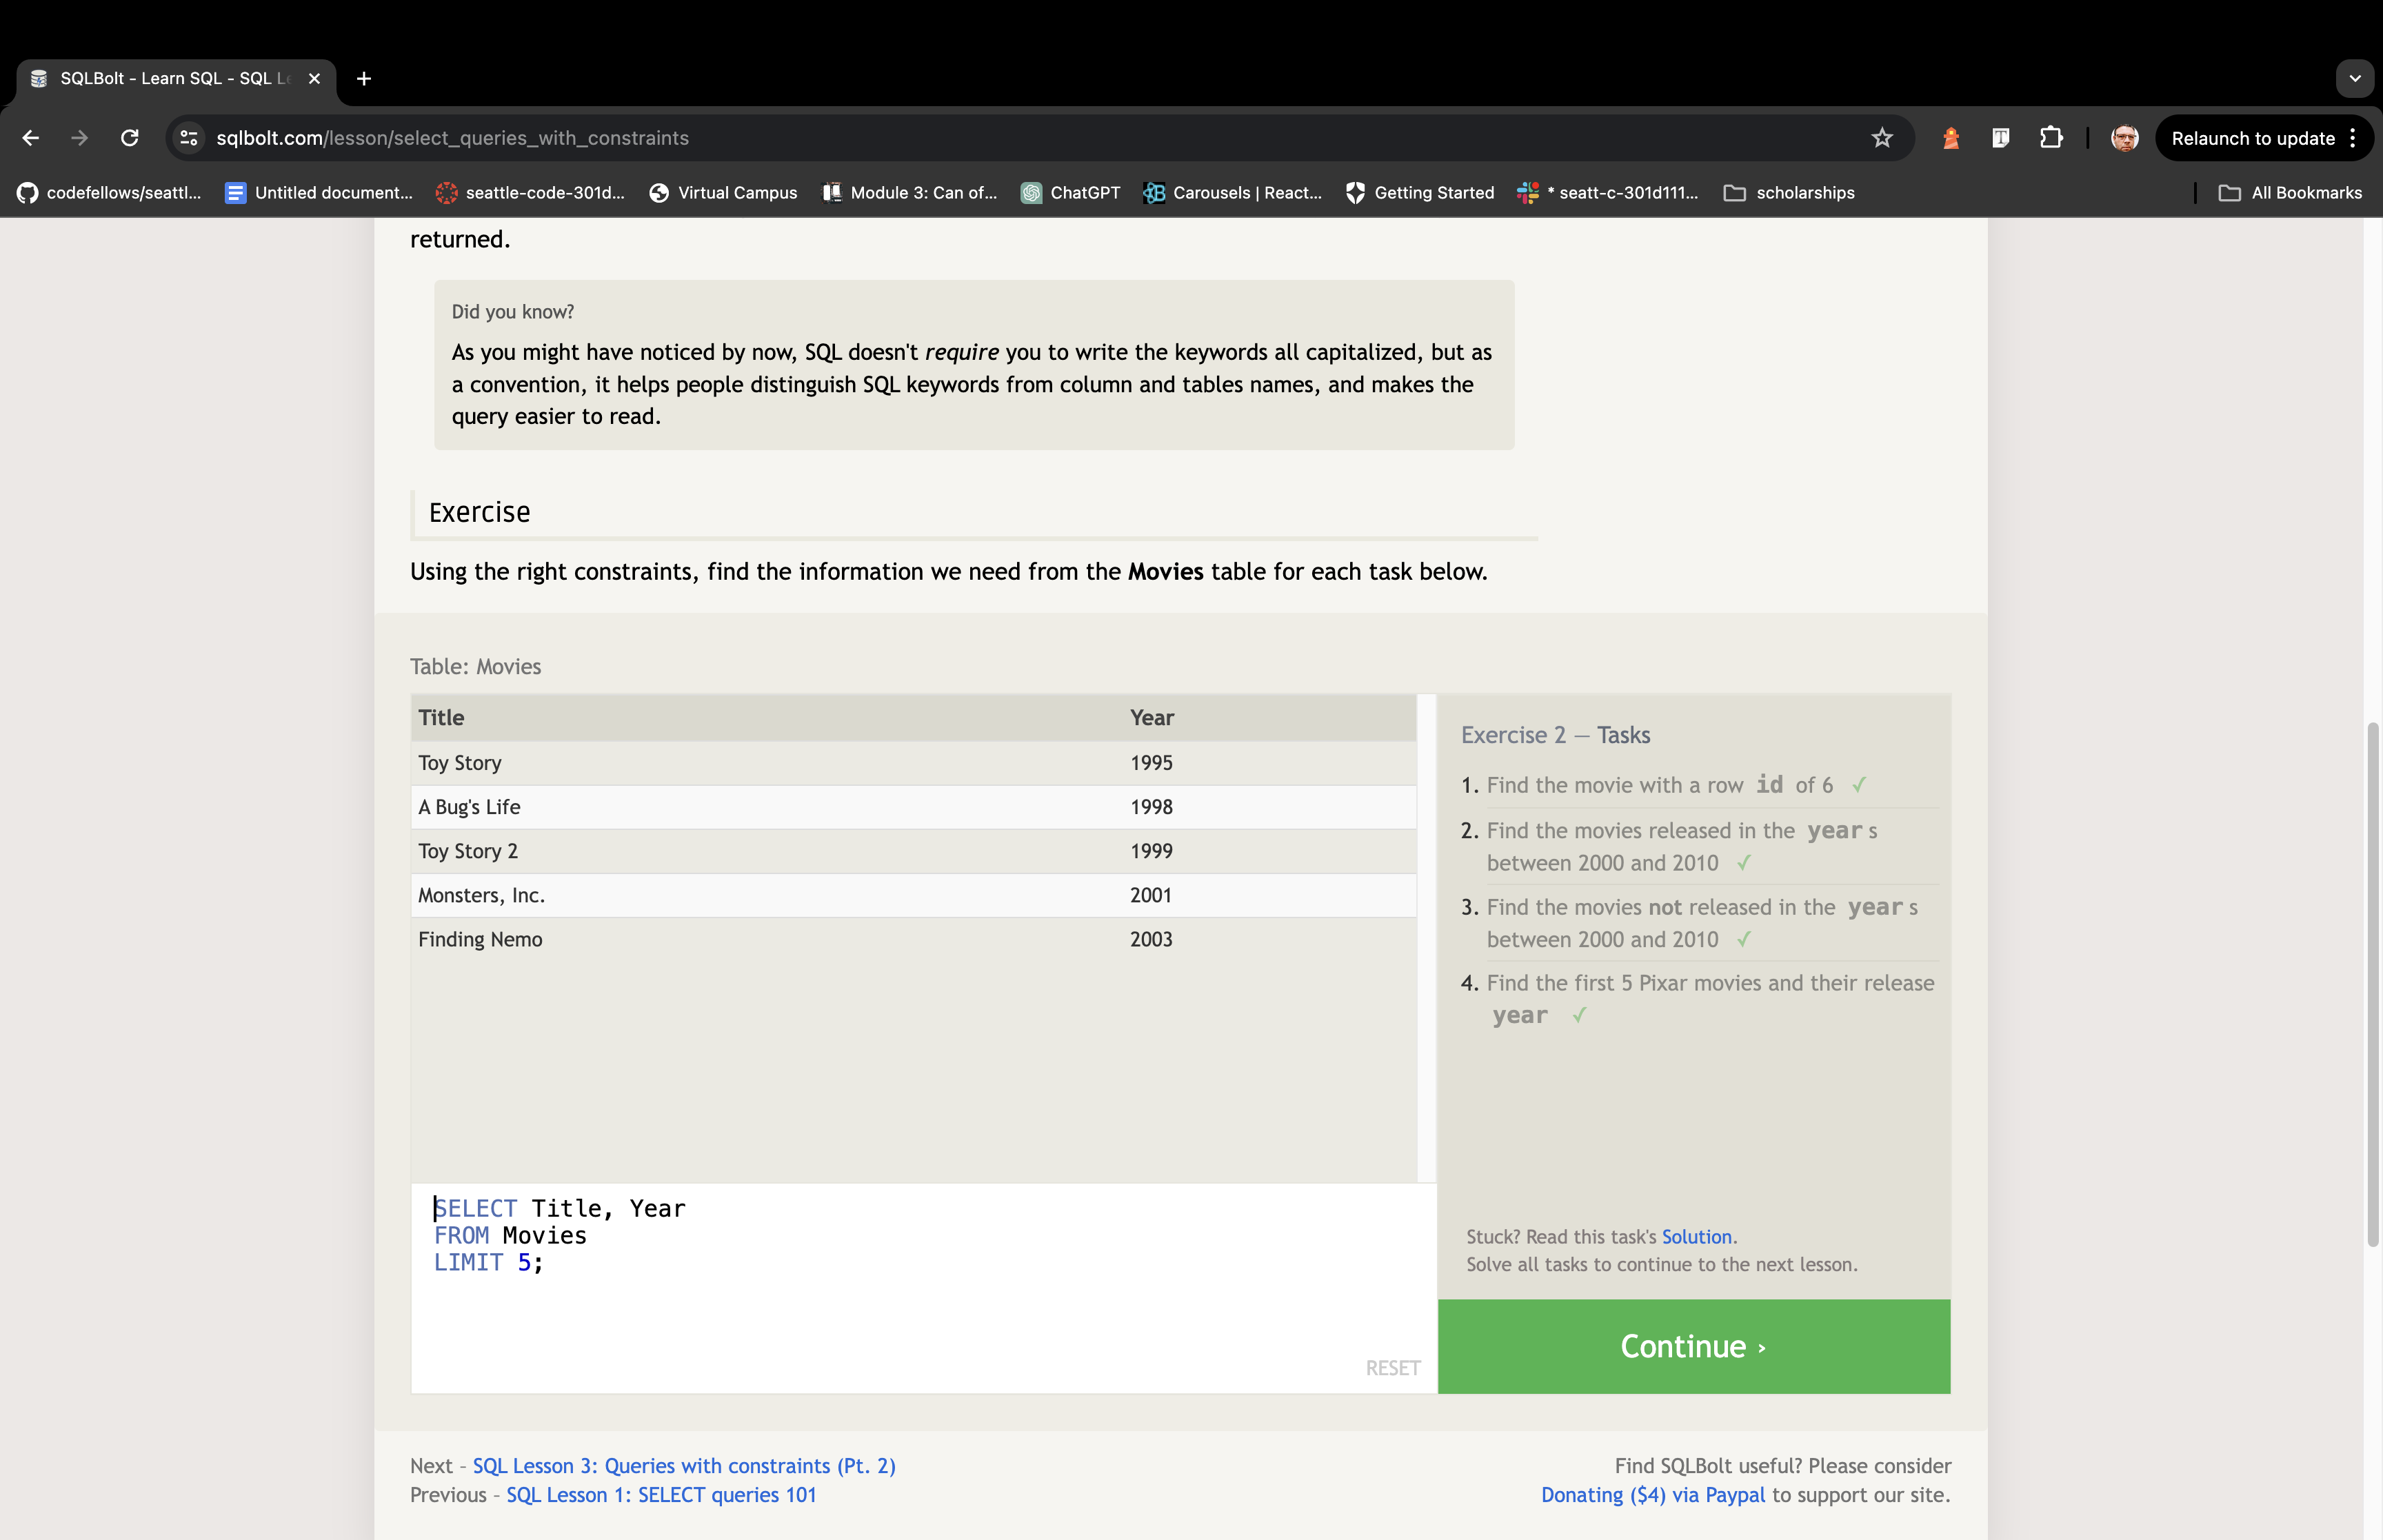 SQLBolt - Learn SQL - SQL
sqlbolt.com/lesson/select_queries_with_constraints
Relaunch to update
codefellows/seattl...
Untitled document...
seattle-code-301d...
Virtual Campus
Module 3: Can of...
ChatGPT
Carousels | React...
Getting Started
* seatt-c-301d111...
scholarships
All Bookmarks
returned.
Did you know?
As you might have noticed by now, SQL doesn't require you to write the keywords all capitalized, but as
a convention, it helps people distinguish SQL keywords from column and tables names, and makes the
query easier to read.
Exercise
Using the right constraints, find the information we need from the Movies table for each task below.
Table: Movies
Title Year
Toy Story 1995
A Bug's Life 1998
Toy Story 2 1999
Monsters, Inc. 2001
Finding Nemo 2003
SELECT Title, Year
FROM Movies
LIMIT 5;
RESET
Exercise 2 — Tasks
1. Find the movie with a row id of 6 ✓
2. Find the movies released in the years
between 2000 and 2010 ✓
3. Find the movies not released in the years
between 2000 and 2010 ✓
4. Find the first 5 Pixar movies and their release
year ✓
Stuck? Read this task's Solution.
Solve all tasks to continue to the next lesson.
Continue ›
Next – SQL Lesson 3: Queries with constraints (Pt. 2)
Previous – SQL Lesson 1: SELECT queries 101
Find SQLBolt useful? Please consider
Donating ($4) via Paypal to support our site.